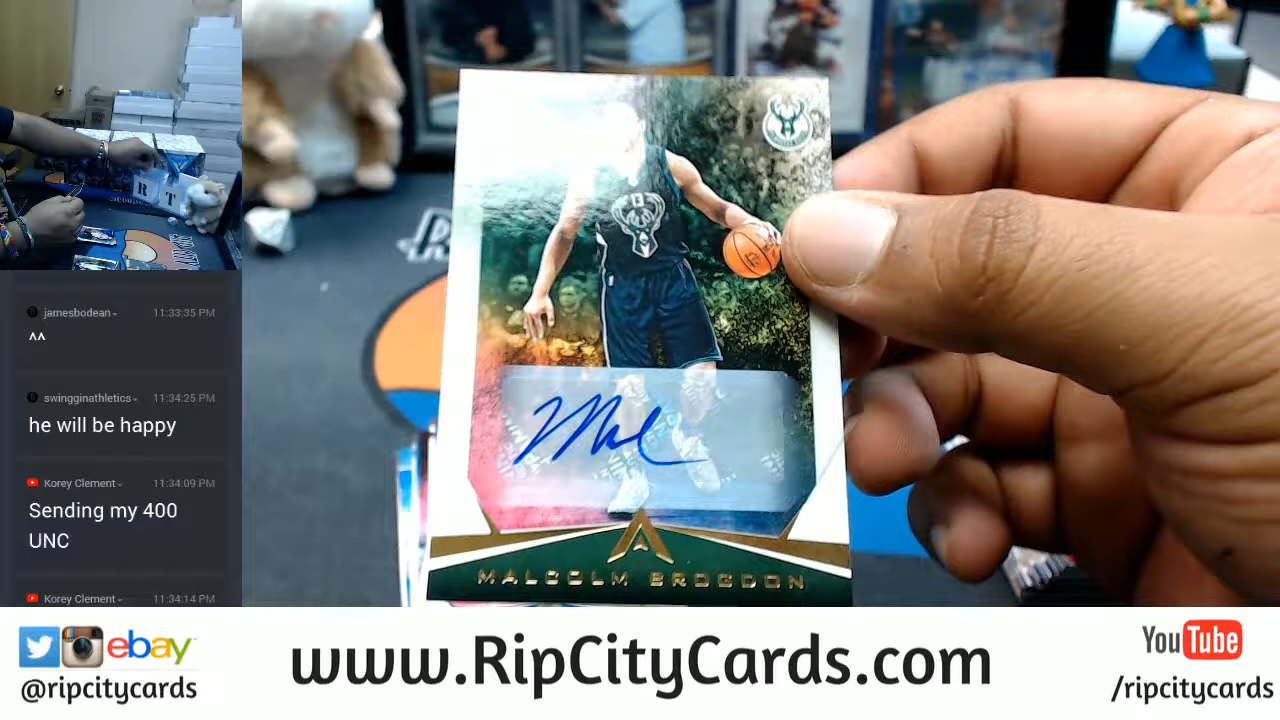 R T
jamesbodean 11:33:35 PM
^^
swingginathletics 11:34:25 PM
he will be happy
Korey Clement 11:34:09 PM
Sending my 400
UNC
Korey Clement 11:34:14 PM
13
MALCOLM BROGDON
ebay
@ripcitycards
www.RipCityCards.com
YouTube
/ripcitycards